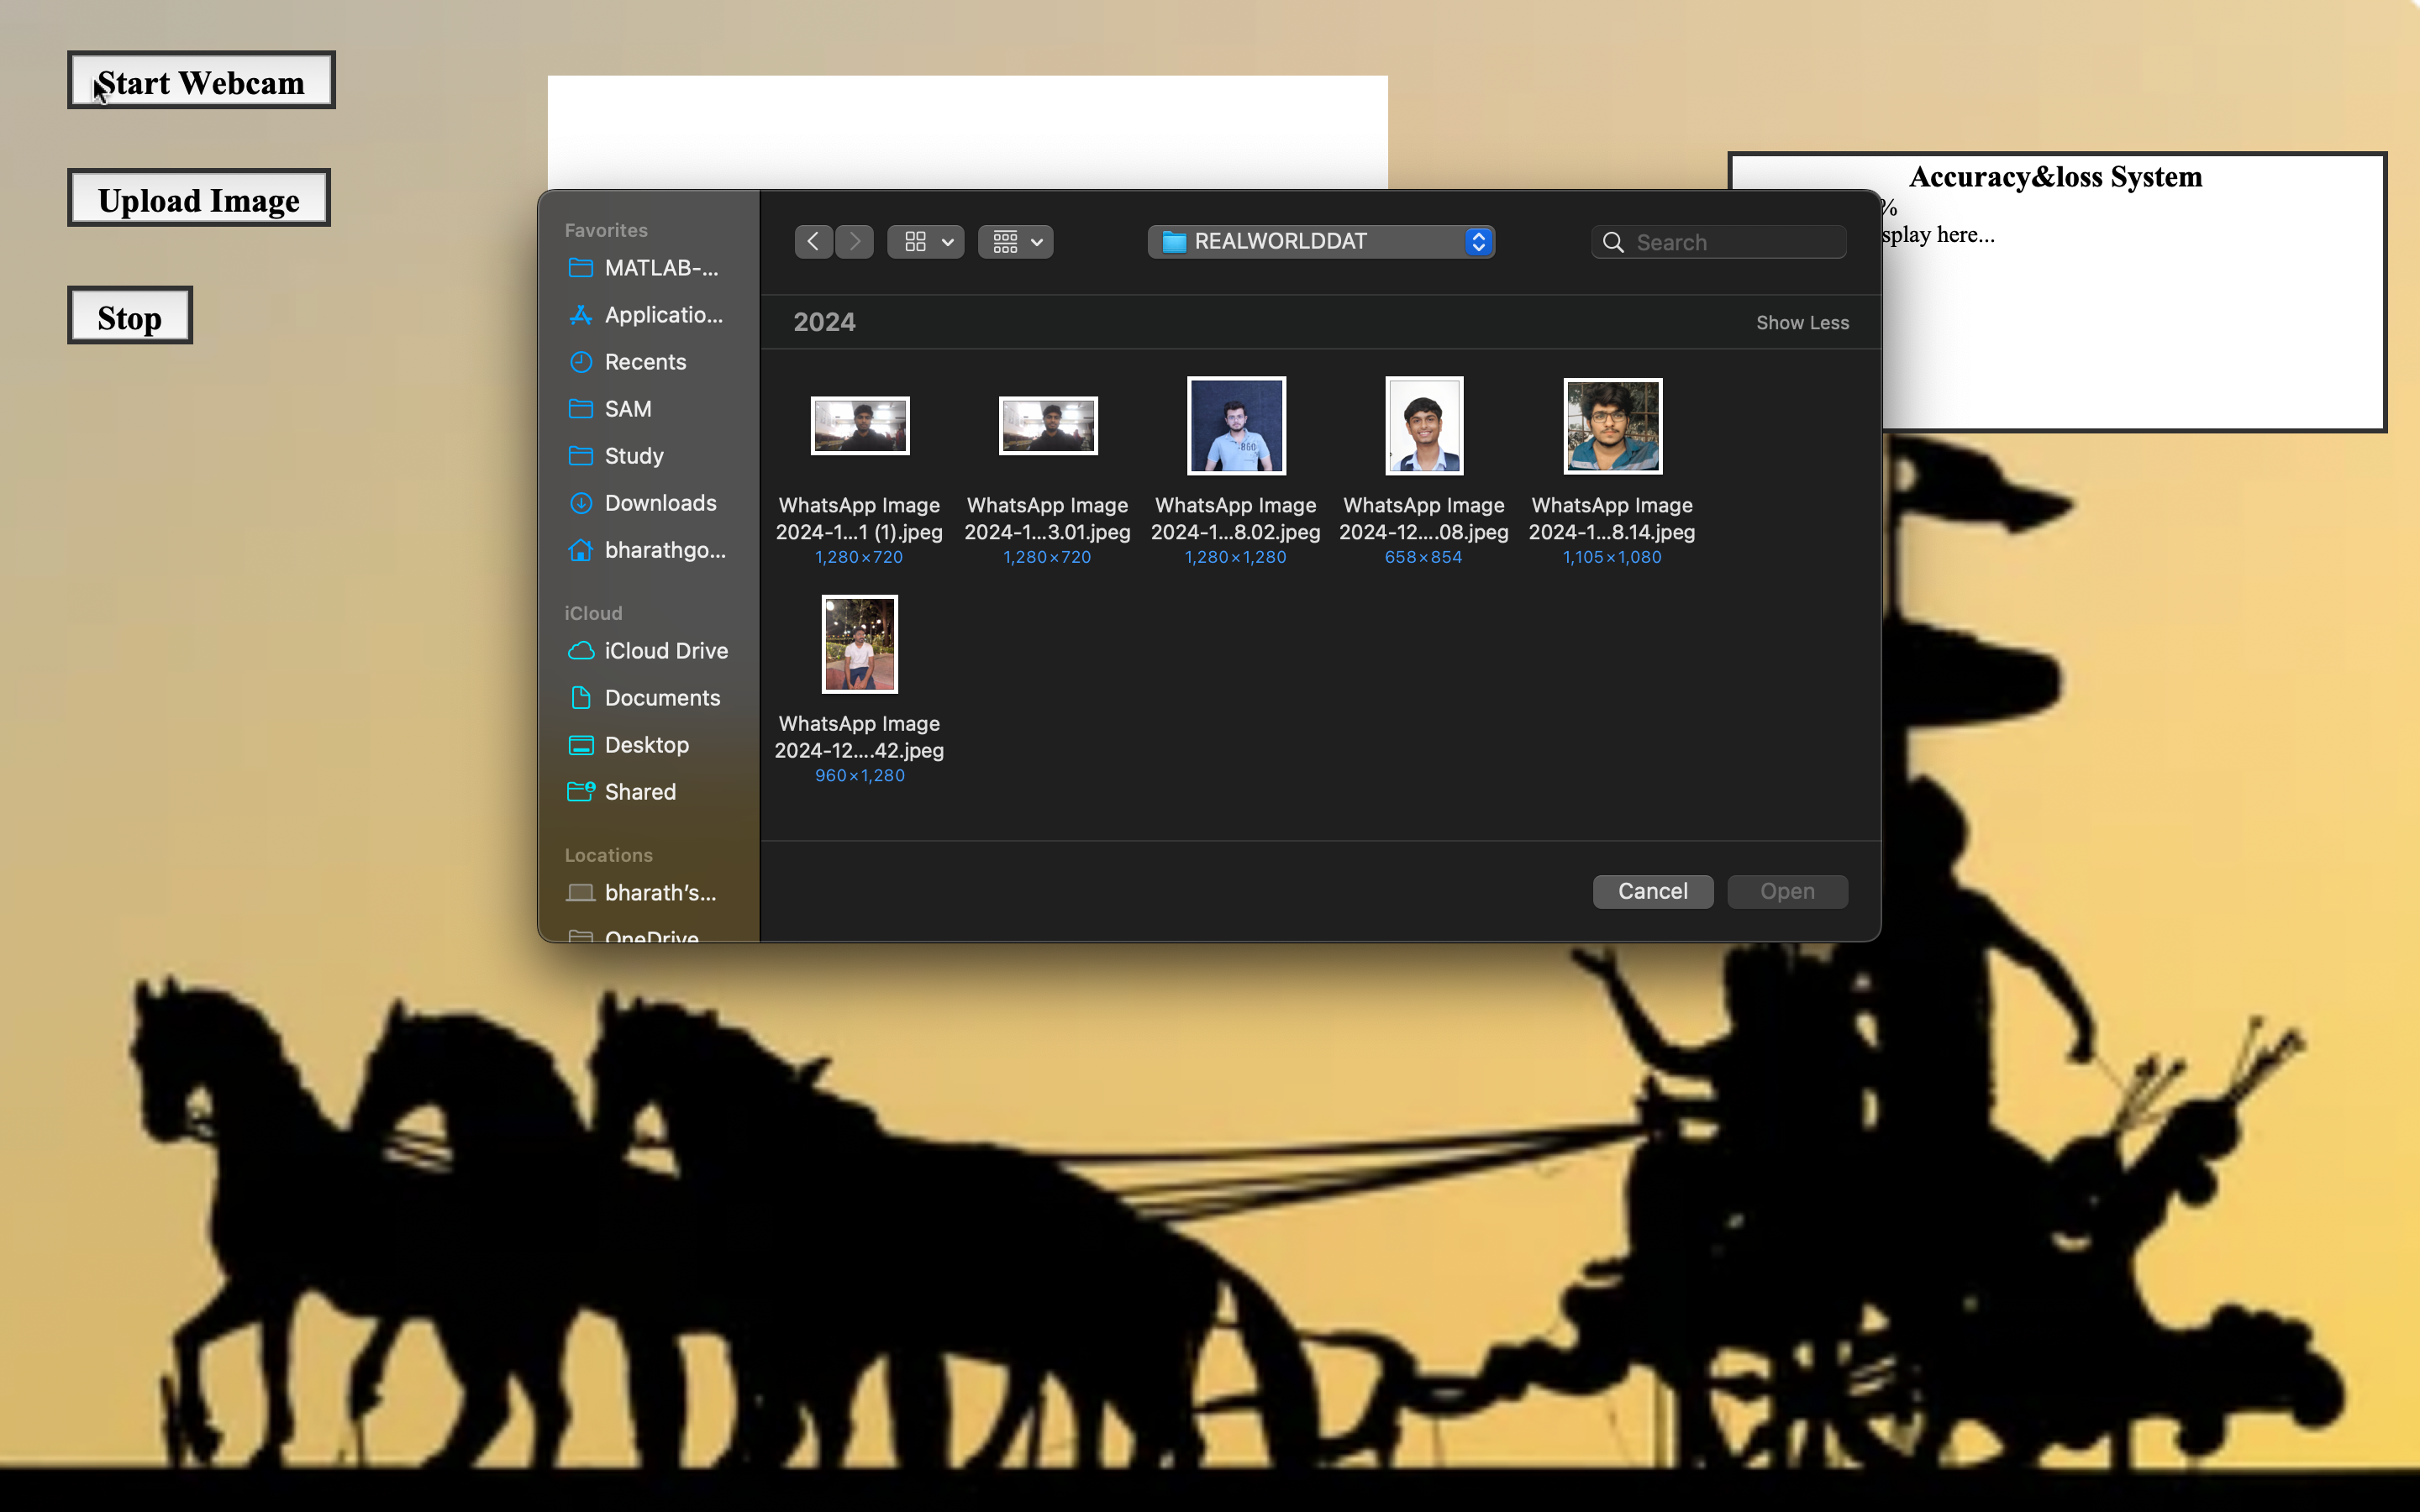 Start Webcam
Upload Image
Stop
Accuracy&loss System
%
splay here...
Favorites
MATLAB-...
Applicatio...
Recents
SAM
Study
Downloads
bharathgo...
iCloud
iCloud Drive
Documents
Desktop
Shared
Locations
bharath's...
OneDrive
REALWORLDDAT
Search
2024
Show Less
WhatsApp Image
2024-1...1 (1).jpeg
1,280×720
WhatsApp Image
2024-1...3.01.jpeg
1,280×720
WhatsApp Image
2024-1...8.02.jpeg
1,280×1,280
WhatsApp Image
2024-12....08.jpeg
658×854
WhatsApp Image
2024-1...8.14.jpeg
1,105×1,080
WhatsApp Image
2024-12....42.jpeg
960×1,280
Cancel
Open